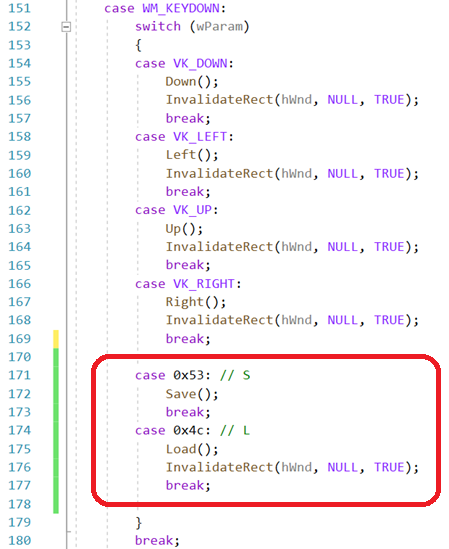 151 case WM_KEYDOWN:
152 switch (wParam)
153 {
154 case VK_DOWN:
155 Down();
156 InvalidateRect(hWnd, NULL, TRUE);
157 break;
158 case VK_LEFT:
159 Left();
160 InvalidateRect(hWnd, NULL, TRUE);
161 break;
162 case VK_UP:
163 Up();
164 InvalidateRect(hWnd, NULL, TRUE);
165 break;
166 case VK_RIGHT:
167 Right();
168 InvalidateRect(hWnd, NULL, TRUE);
169 break;
170
171 case 0x53: // S
172 Save();
173 break;
174 case 0x4c: // L
175 Load();
176 InvalidateRect(hWnd, NULL, TRUE);
177 break;
178
179 }
180 break;